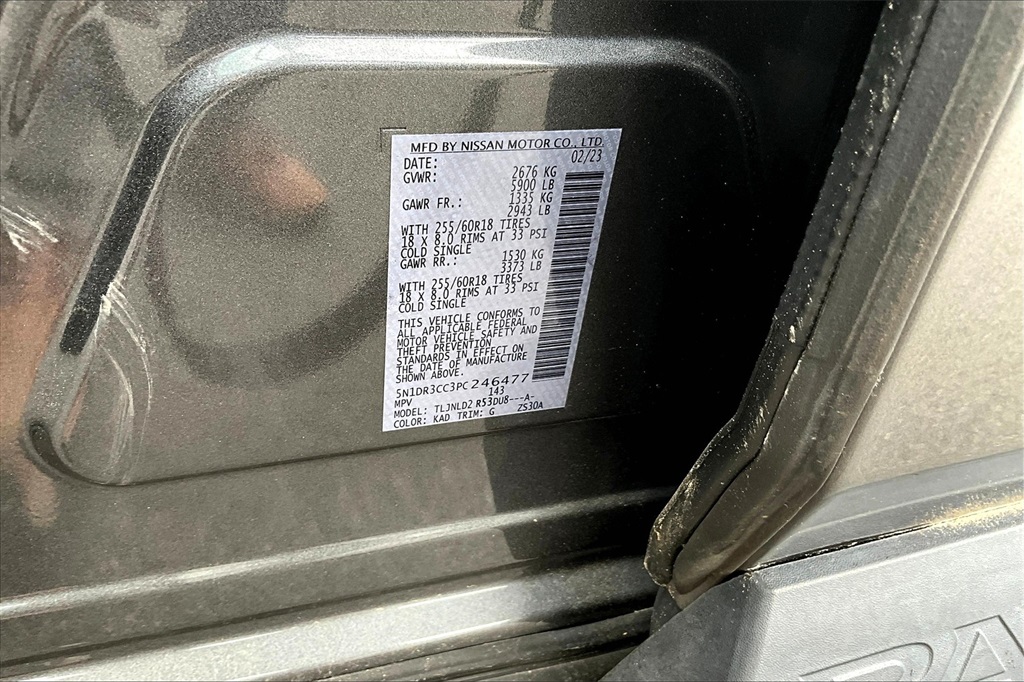 MFD BY NISSAN MOTOR CO., LTD.
DATE: 02/23
GVWR: 2676 KG
5900 LB
GAWR FR.: 1335 KG
2943 LB
WITH 255/60R18 TIRES
18 X 8.0 RIMS AT 33 PSI
COLD SINGLE
GAWR RR.: 1530 KG
3373 LB
WITH 255/60R18 TIRES
18 X 8.0 RIMS AT 33 PSI
COLD SINGLE
THIS VEHICLE CONFORMS TO
ALL APPLICABLE FEDERAL
MOTOR VEHICLE SAFETY AND
THEFT PREVENTION
STANDARDS IN EFFECT ON
THE DATE OF MANUFACTURE
SHOWN ABOVE.
5N1DR3CC3PC246477
MPV 143
MODEL: TLJNLD2 R53DU8---A-
COLOR: KAD TRIM: G ZS30A